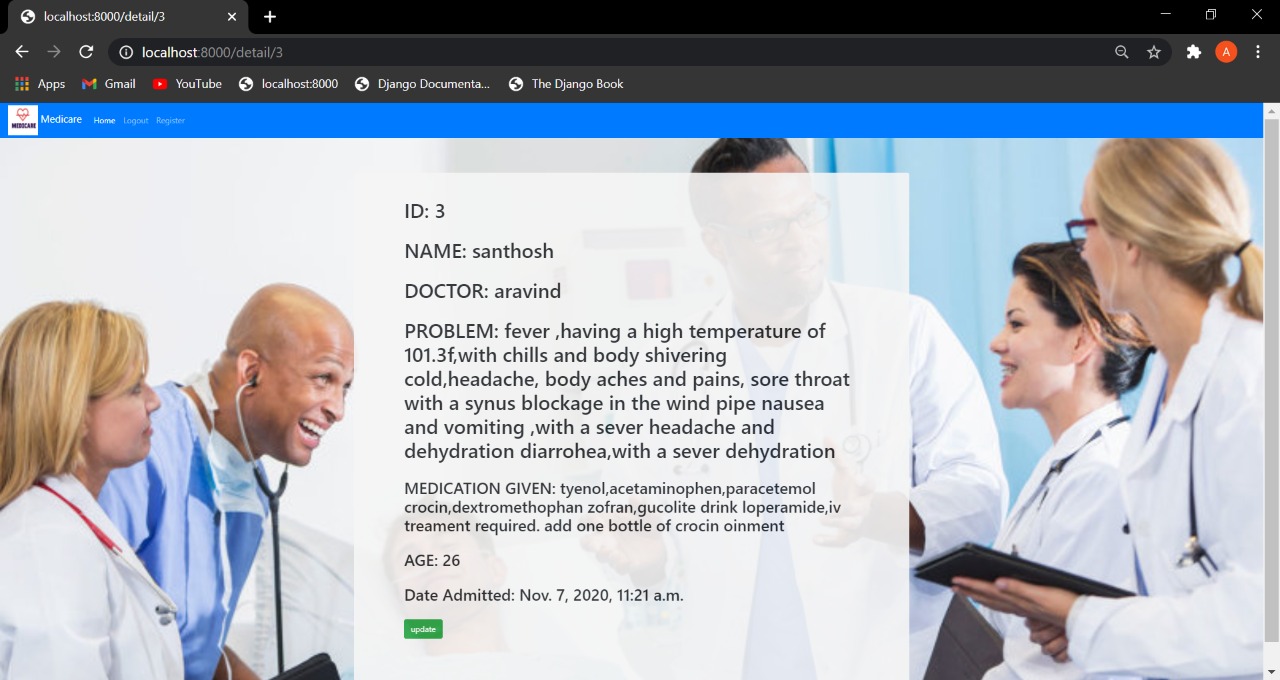 localhost:8000/detail/3
localhost:8000/detail/3
A
Apps Gmail YouTube localhost:8000 Django Documenta... The Django Book
MEDICARE Medicare Home Logout Register
ID: 3
NAME: santhosh
DOCTOR: aravind
PROBLEM: fever ,having a high temperature of
101.3f,with chills and body shivering
cold,headache, body aches and pains, sore throat
with a synus blockage in the wind pipe nausea
and vomiting ,with a sever headache and
dehydration diarrohea,with a sever dehydration
MEDICATION GIVEN: tyenol,acetaminophen,paracetemol
crocin,dextromethophan zofran,gucolite drink loperamide,iv
treament required. add one bottle of crocin oinment
AGE: 26
Date Admitted: Nov. 7, 2020, 11:21 a.m.
update